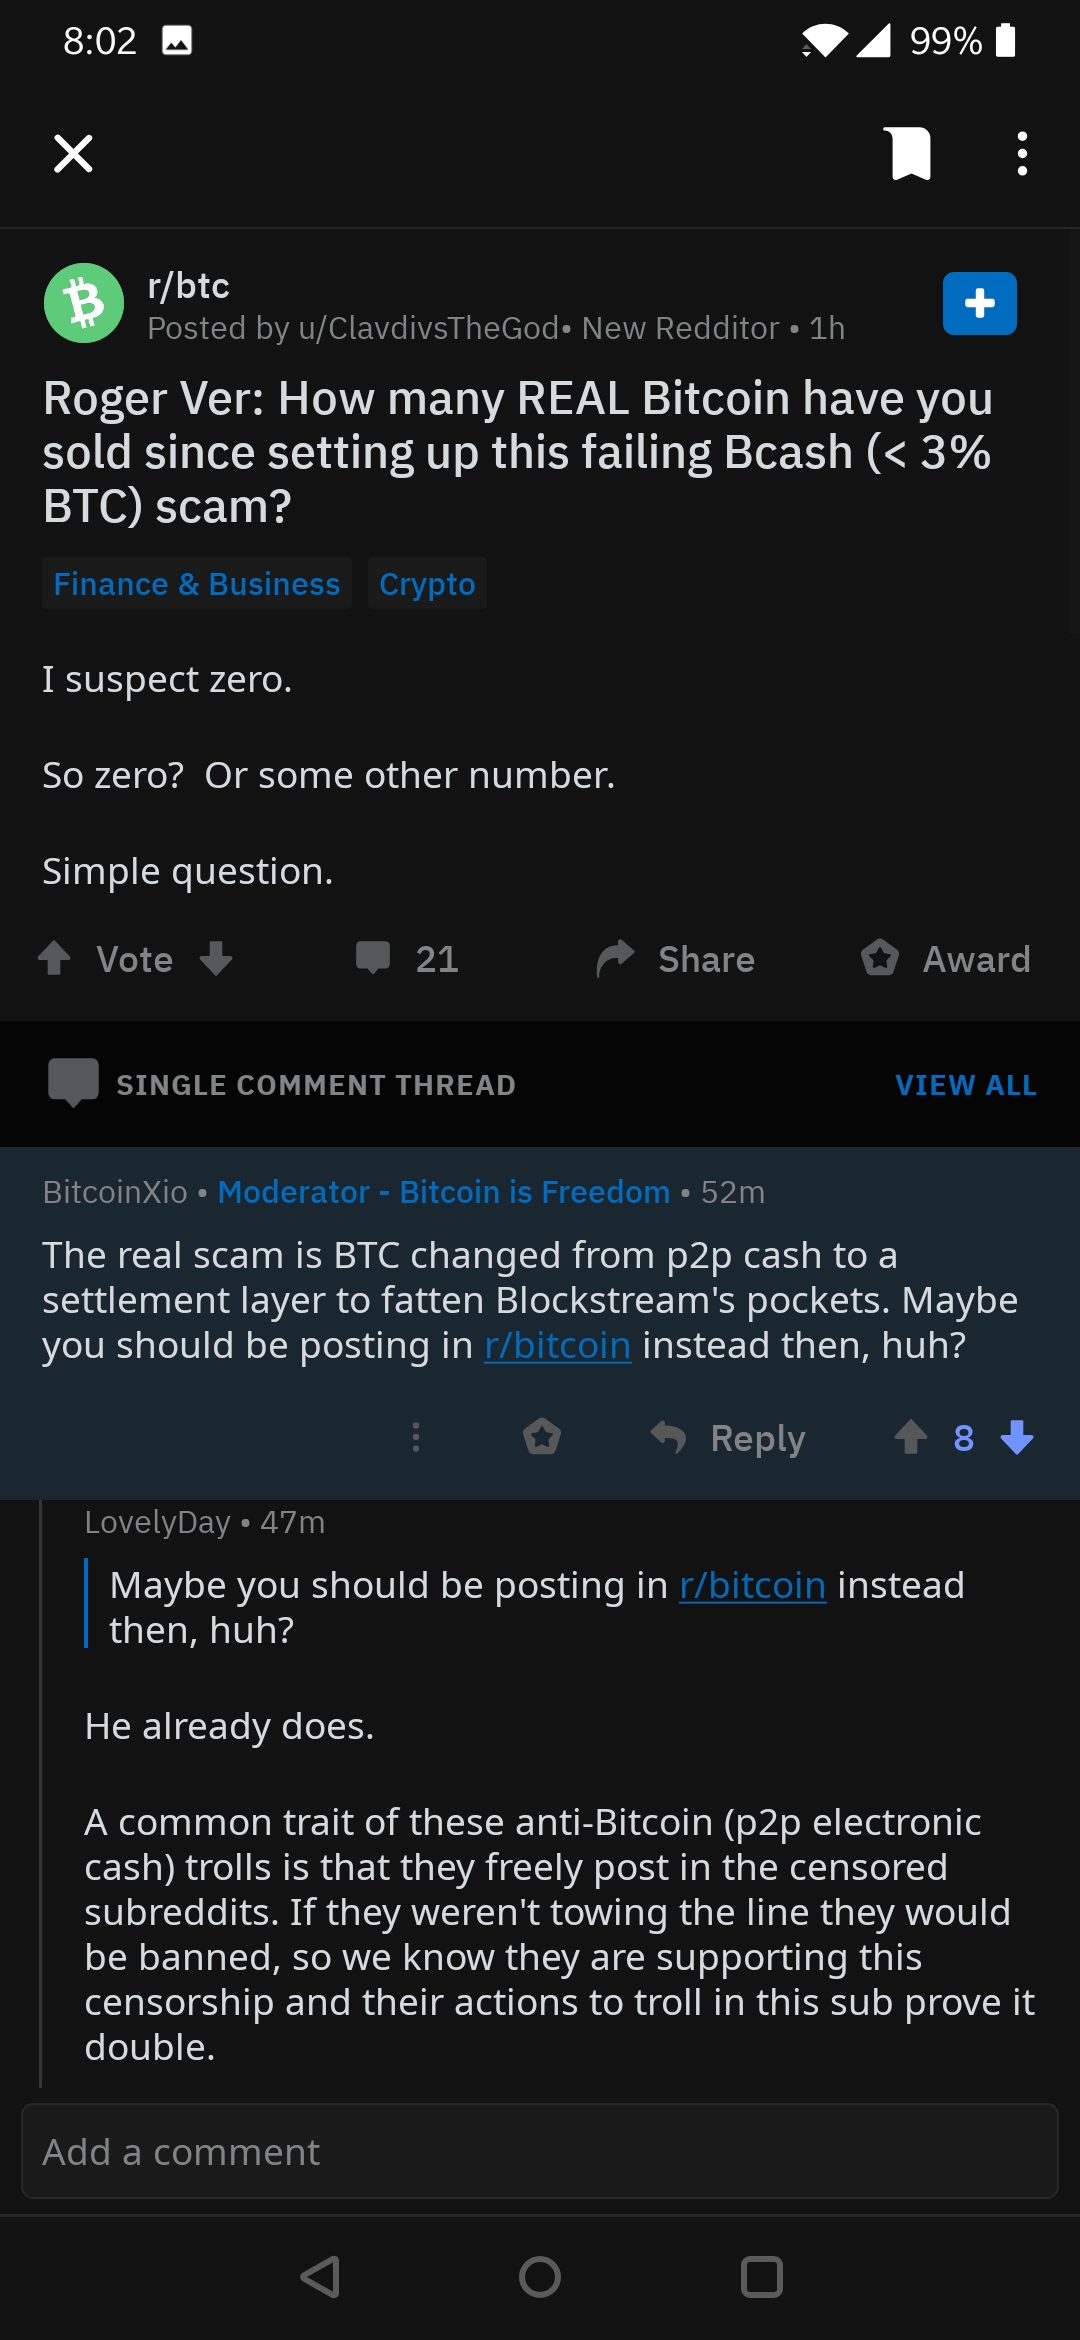 8:02
99%
r/btc
Posted by u/ClavdivsTheGod• New Redditor • 1h
Roger Ver: How many REAL Bitcoin have you
sold since setting up this failing Bcash (< 3%
BTC) scam?
Finance & Business Crypto
I suspect zero.
So zero?  Or some other number.
Simple question.
Vote 21 Share Award
SINGLE COMMENT THREAD VIEW ALL
BitcoinXio • Moderator - Bitcoin is Freedom • 52m
The real scam is BTC changed from p2p cash to a
settlement layer to fatten Blockstream's pockets. Maybe
you should be posting in r/bitcoin instead then, huh?
Reply 8
LovelyDay • 47m
Maybe you should be posting in r/bitcoin instead
then, huh?
He already does.
A common trait of these anti-Bitcoin (p2p electronic
cash) trolls is that they freely post in the censored
subreddits. If they weren't towing the line they would
be banned, so we know they are supporting this
censorship and their actions to troll in this sub prove it
double.
Add a comment